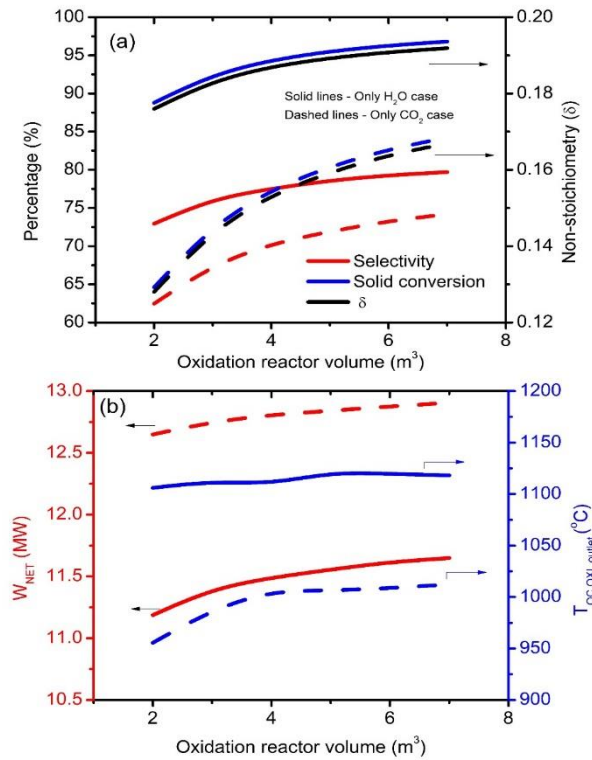 (a)
100
95
90
85
80
75
70
65
60
Percentage (%)
0.20
0.18
0.16
0.14
0.12
Non-stoichiometry (δ)
Solid lines - Only H₂O case
Dashed lines - Only CO₂ case
Selectivity
Solid conversion
δ
2 4 6 8
Oxidation reactor volume (m³)
(b)
13.0
12.5
12.0
11.5
11.0
10.5
W_NET (MW)
1200
1150
1100
1050
1000
950
900
T_OC,OXI,outlet (°C)
2 4 6 8
Oxidation reactor volume (m³)